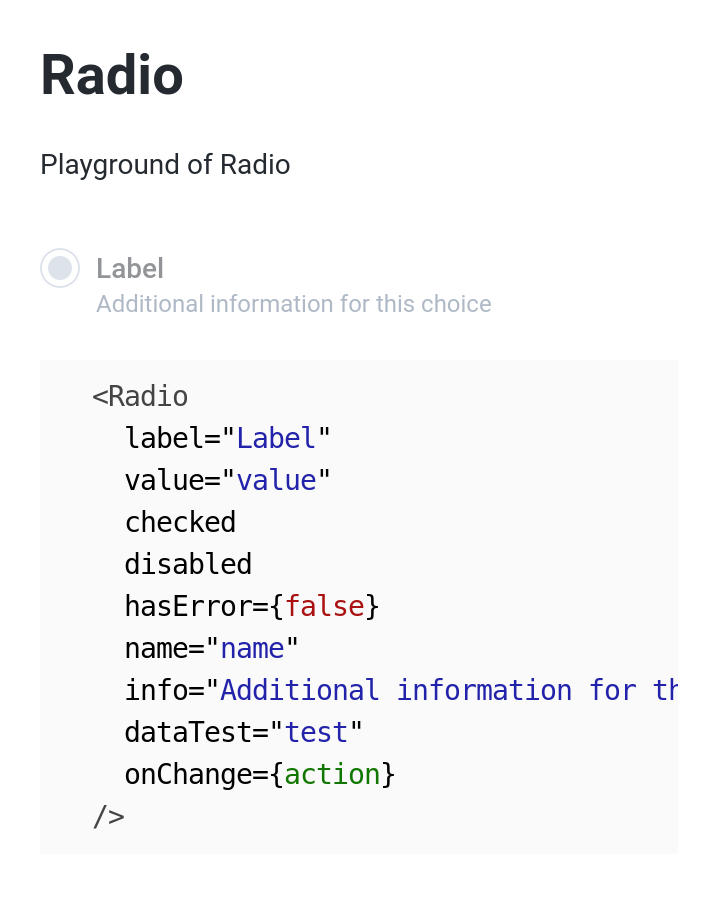 Radio
Playground of Radio
Label
Additional information for this choice
<Radio
label="Label"
value="value"
checked
disabled
hasError={false}
name="name"
info="Additional information for th
dataTest="test"
onChange={action}
/>